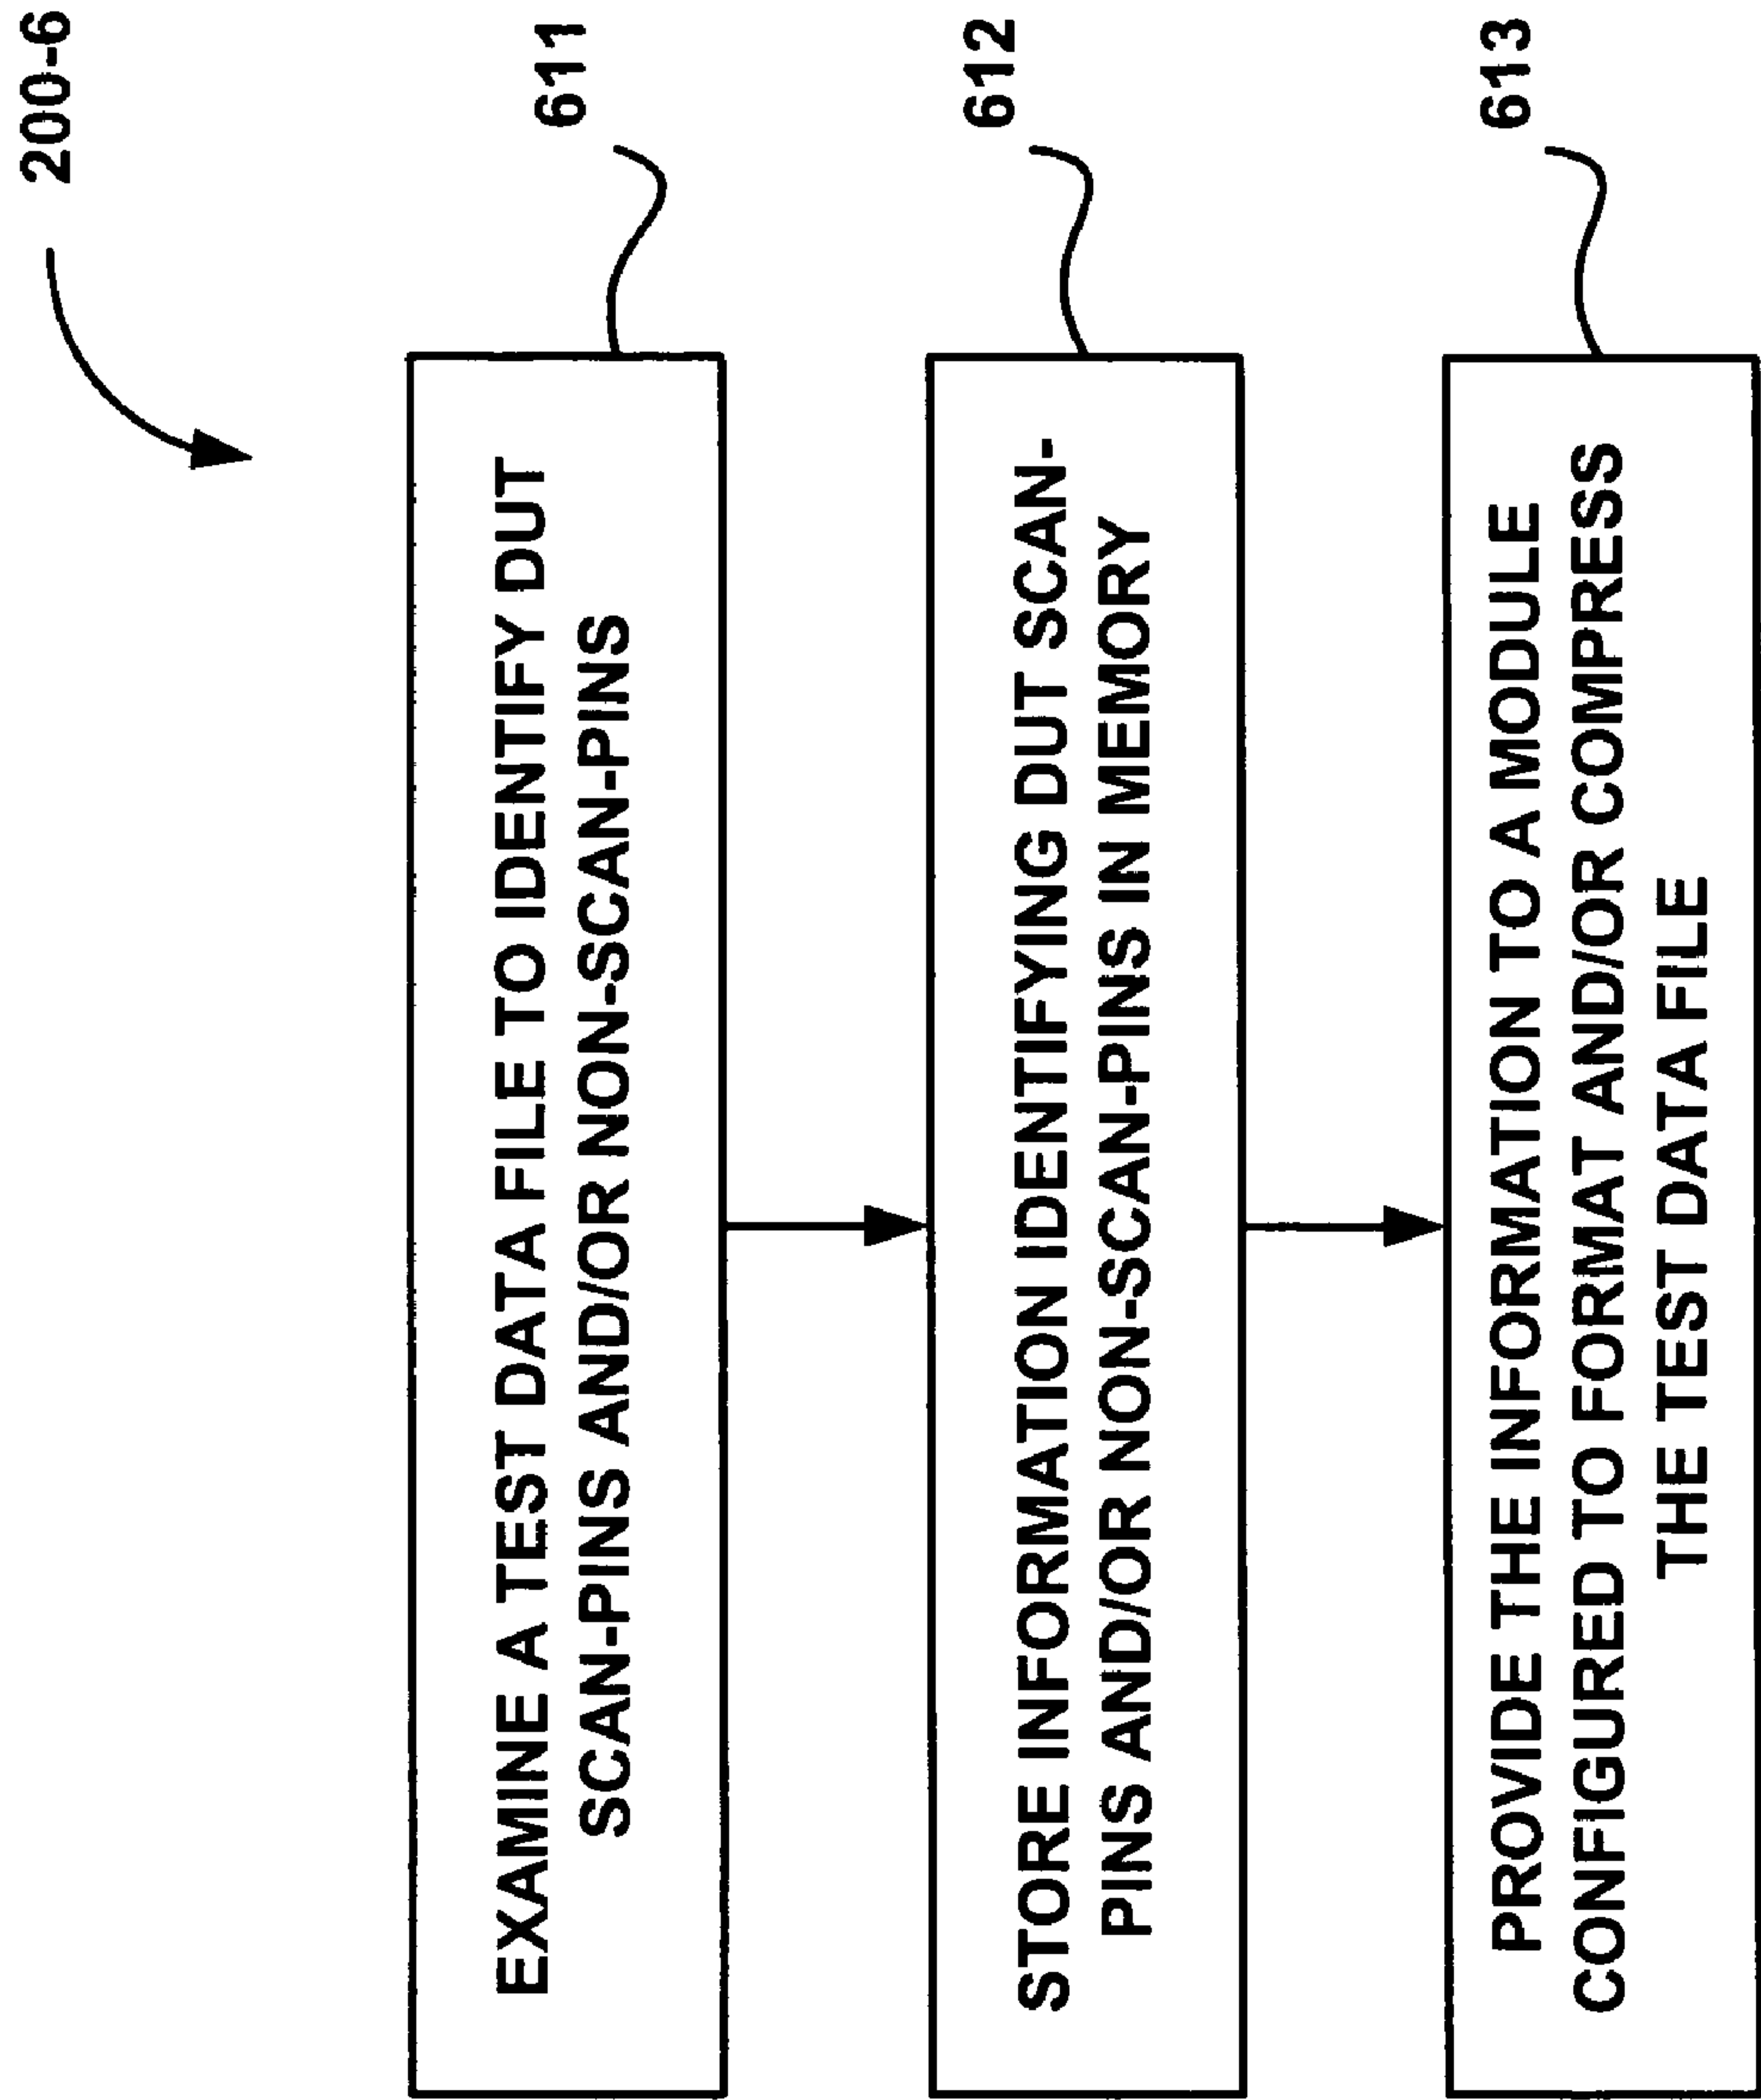 200-6
EXAMINE A TEST DATA FILE TO IDENTIFY DUT
SCAN-PINS AND/OR NON-SCAN-PINS
611
STORE INFORMATION IDENTIFYING DUT SCAN-
PINS AND/OR NON-SCAN-PINS IN MEMORY
612
PROVIDE THE INFORMATION TO A MODULE
CONFIGURED TO FORMAT AND/OR COMPRESS
THE TEST DATA FILE
613